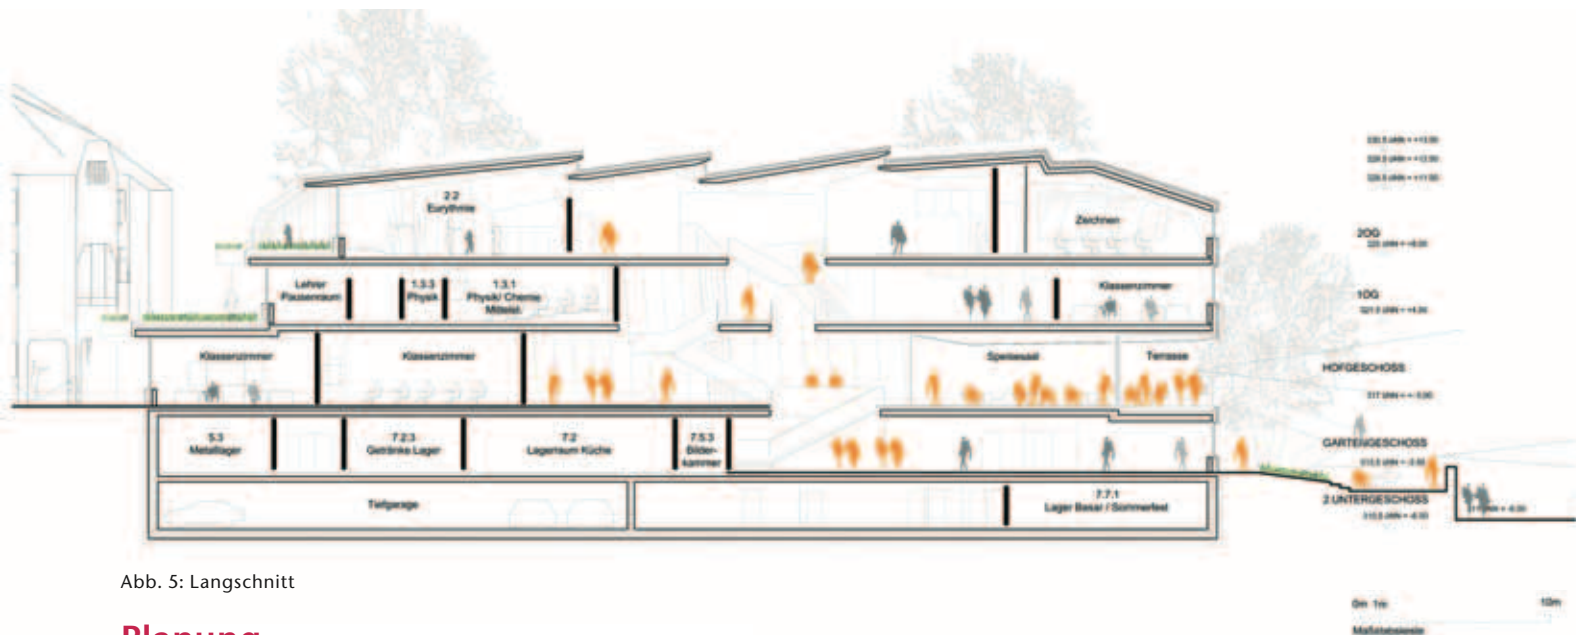 2.2
Eurythmie
Zeichnen
2OG
Lehrer
Pausenraum
1.3.3
Physik
1.3.1
Physik/ Chemie
Mittelst.
Klassenzimmer
1OG
Klassenzimmer
Klassenzimmer
Speisesaal
Terrasse
HOFGESCHOSS
5.3
Metalllager
7.2.3
Getränke Lager
7.2
Lagerraum Küche
7.5.3
Bilder-
kammer
GARTENGESCHOSS
Tiefgarage
7.7.1
Lager Basar / Sommerfest
2.UNTERGESCHOSS
Abb. 5: Langschnitt
0m 1m 10m
Maßstabsleiste
Planung